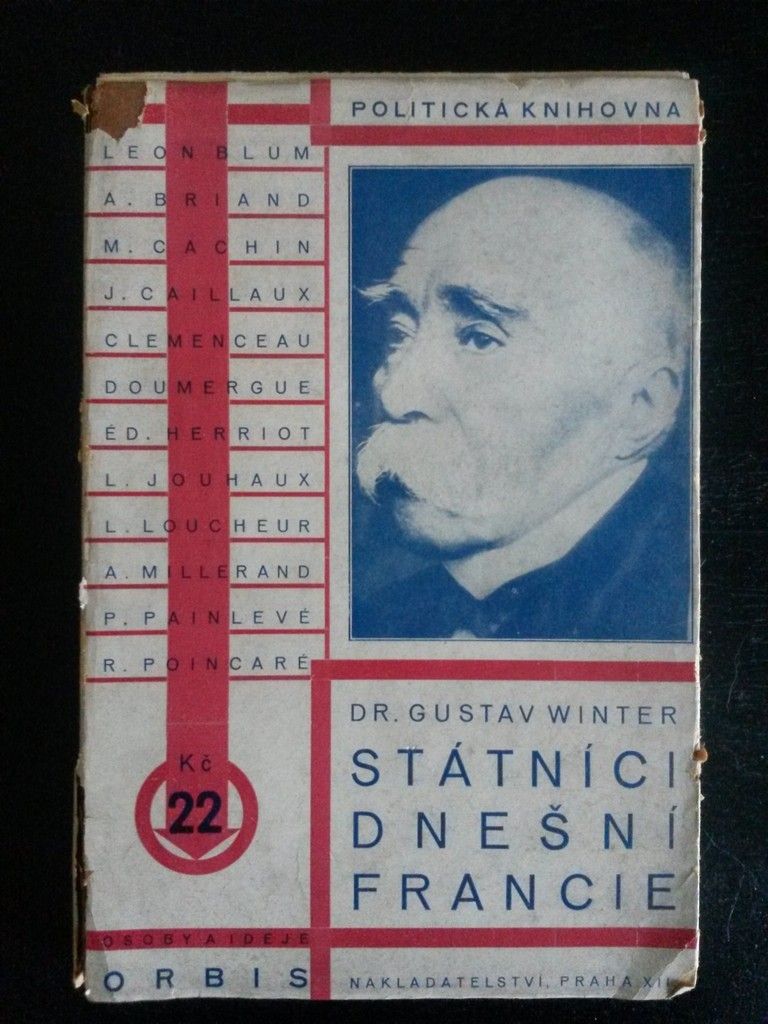 POLITICKÁ KNIHOVNA
LEON BLUM
A. BRIAND
M. CACHIN
J. CAILLAUX
CLEMENCEAU
DOUMERGUE
ÉD. HERRIOT
L. JOUHAUX
L. LOUCHEUR
A. MILLERAND
P. PAINLEVÉ
R. POINCARÉ
Kč
22
DR. GUSTAV WINTER
STÁTNÍCI
DNEŠNÍ
FRANCIE
OSOBY A IDEJE
ORBIS
NAKLADATELSTVÍ, PRAHA